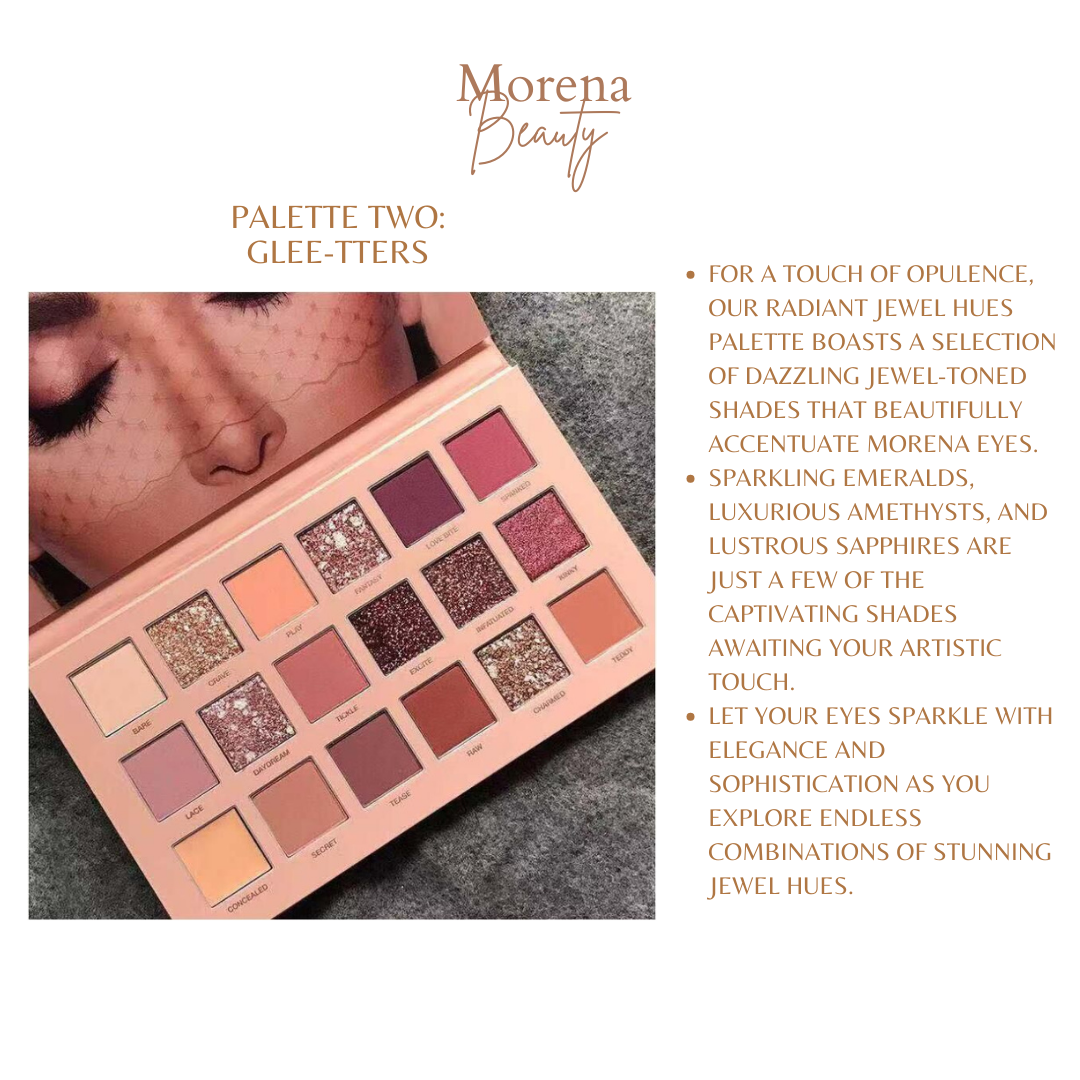 Morena
Beauty
PALETTE TWO:
GLEE-TTERS
FOR A TOUCH OF OPULENCE,
OUR RADIANT JEWEL HUES
PALETTE BOASTS A SELECTION
OF DAZZLING JEWEL-TONED
SHADES THAT BEAUTIFULLY
ACCENTUATE MORENA EYES.
SPARKLING EMERALDS,
LUXURIOUS AMETHYSTS, AND
LUSTROUS SAPPHIRES ARE
JUST A FEW OF THE
CAPTIVATING SHADES
AWAITING YOUR ARTISTIC
TOUCH.
LET YOUR EYES SPARKLE WITH
ELEGANCE AND
SOPHISTICATION AS YOU
EXPLORE ENDLESS
COMBINATIONS OF STUNNING
JEWEL HUES.
BARE
CRAVE
PLAY
FANTASY
LOVE BITE
SPANKED
LACE
DAYDREAM
TICKLE
EXCITE
INFATUATED
KINKY
CONCEALED
SECRET
TEASE
RAW
CHARMED
TEDDY